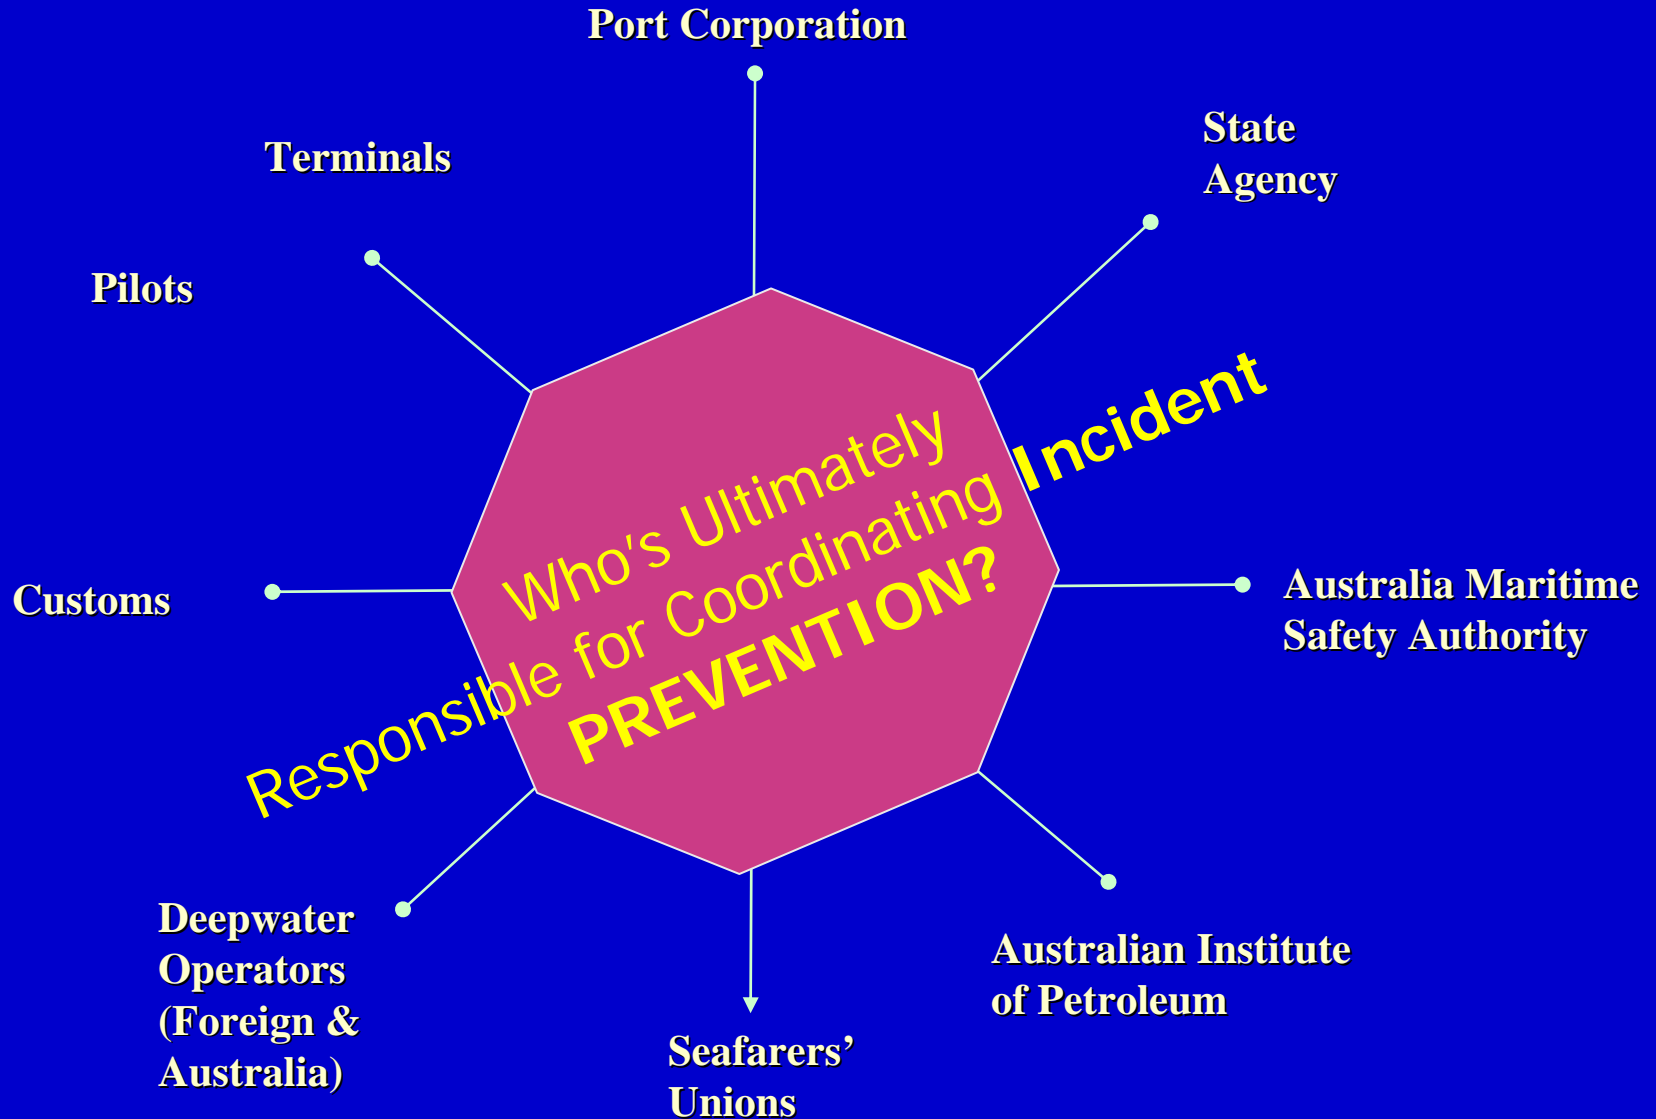 Port Corporation
State
Agency
Terminals
Pilots
Who's Ultimately
Responsible for Coordinating Incident
PREVENTION?
Customs
Australia Maritime
Safety Authority
Deepwater
Operators
(Foreign &
Australia)
Australian Institute
of Petroleum
Seafarers’
Unions